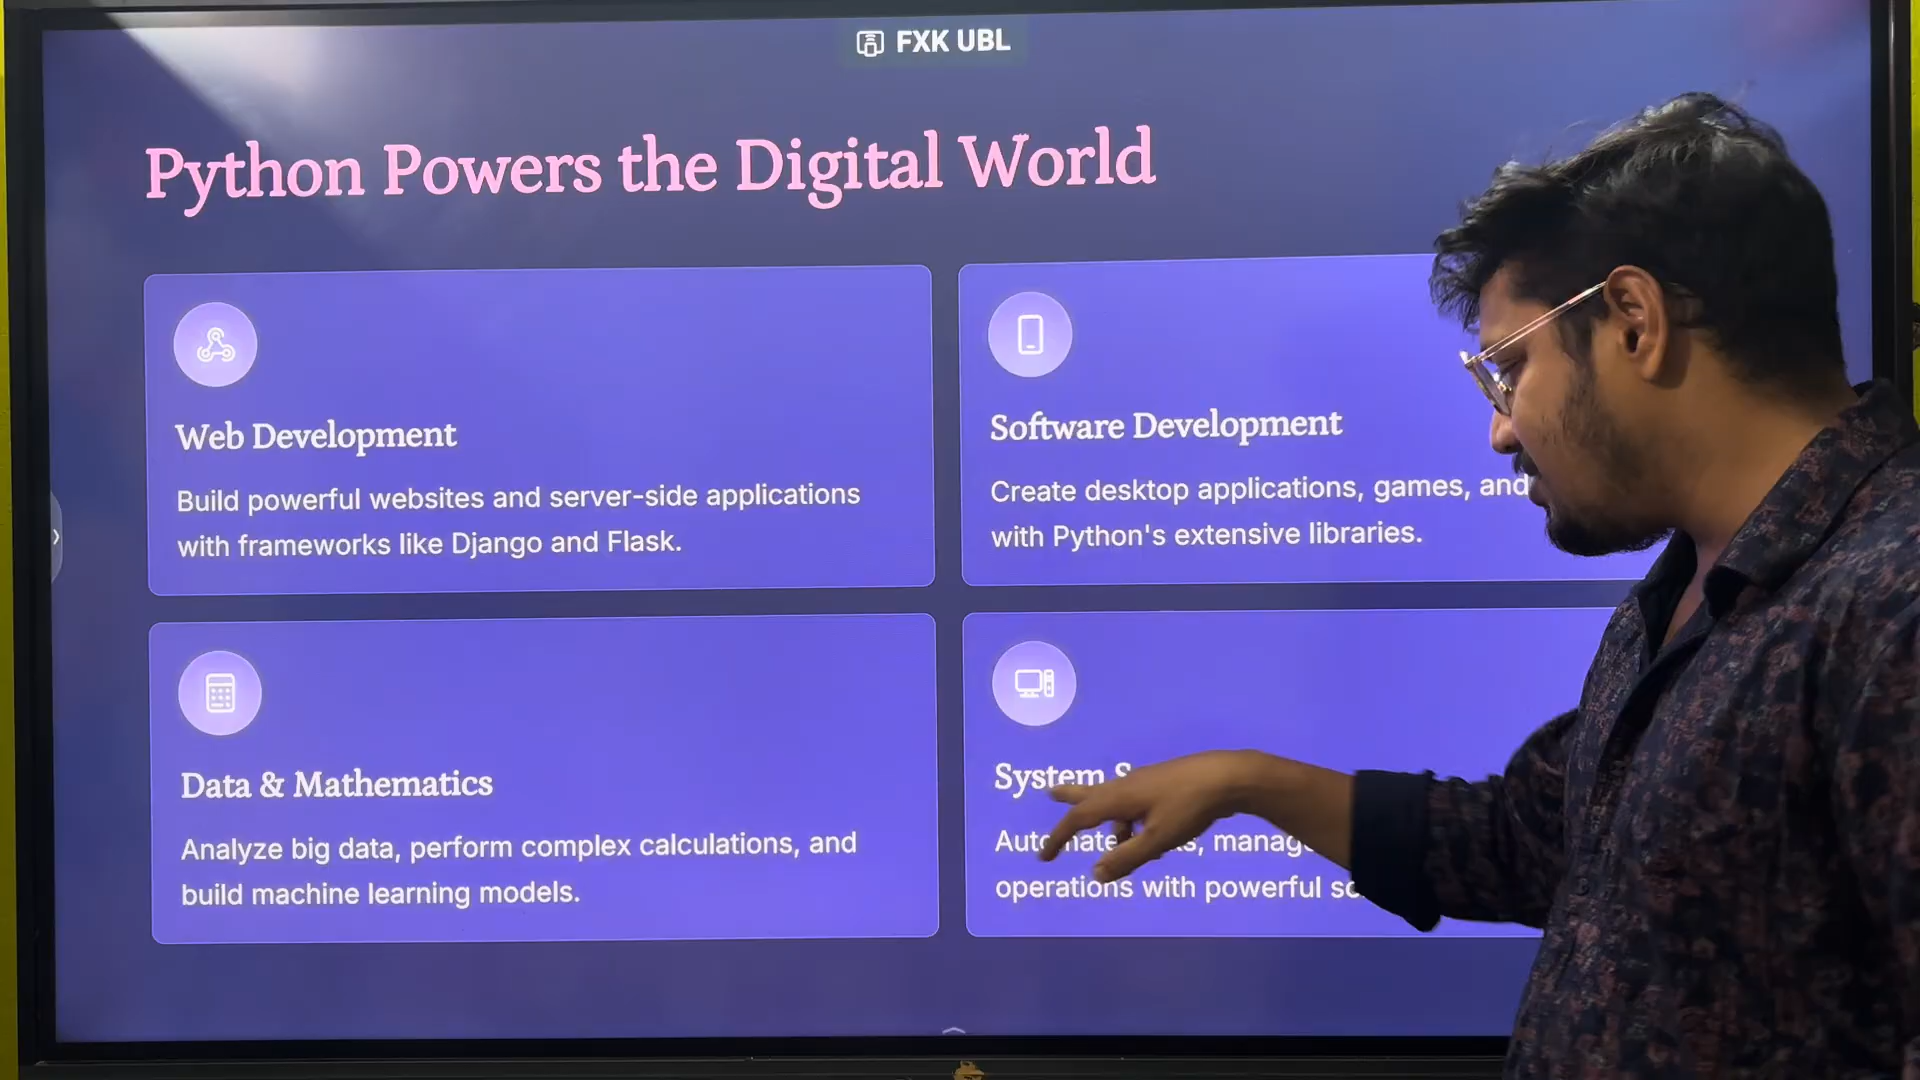 FXK UBL
Python Powers the Digital World
Web Development
Build powerful websites and server-side applications
with frameworks like Django and Flask.
Software Development
Create desktop applications, games, and
with Python's extensive libraries.
Data & Mathematics
Analyze big data, perform complex calculations, and
build machine learning models.
System
operations with powerful